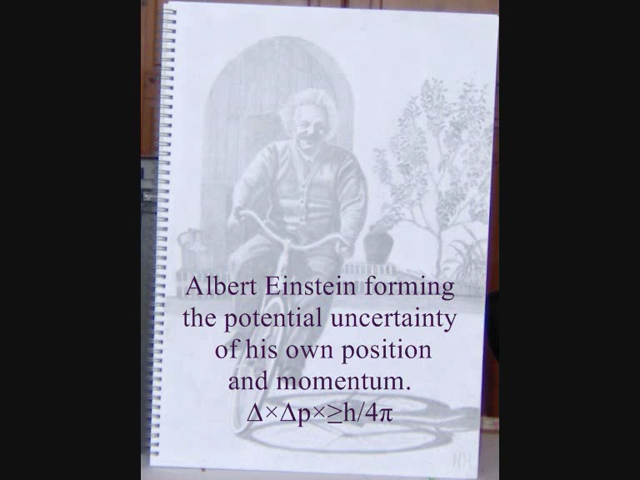 Albert Einstein forming
the potential uncertainty
of his own position
and momentum.
Δ×Δp×≥h/4π